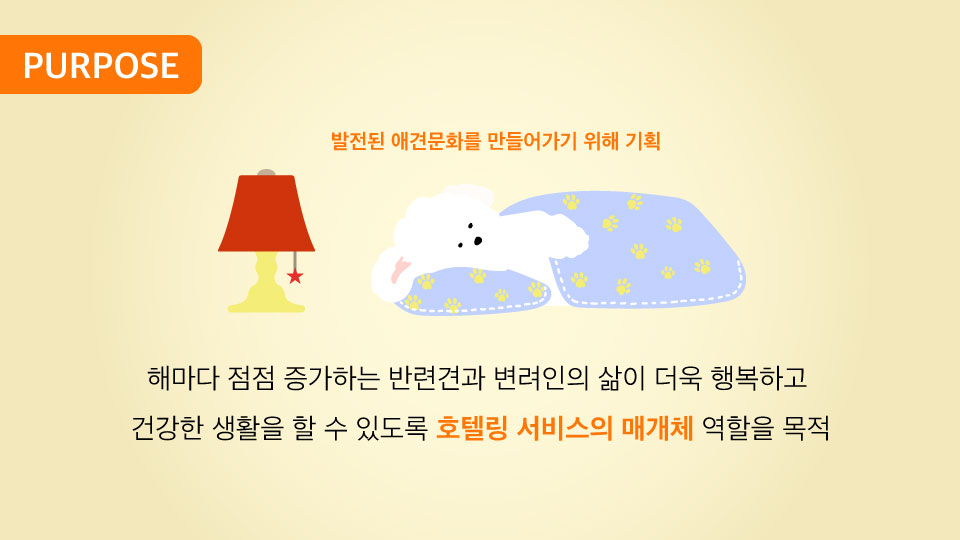 PURPOSE
발전된 애견문화를 만들어가기 위해 기획
해마다 점점 증가하는 반련견과 변려인의 삶이 더욱 행복하고
건강한 생활을 할 수 있도록 호텔링 서비스의 매개체 역할을 목적